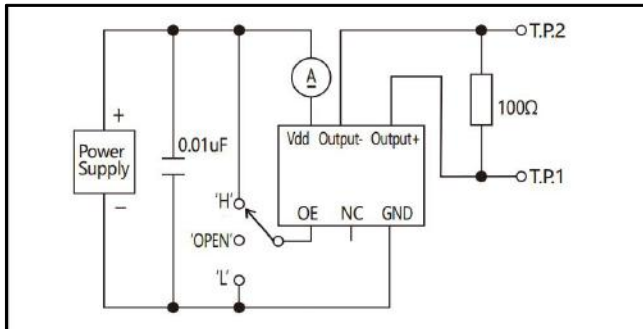 T.P.2
A
+
Vdd Output- Output+
100Ω
0.01uF
Power
Supply
T.P.1
−
'H'
OE NC GND
'OPEN'
'L'